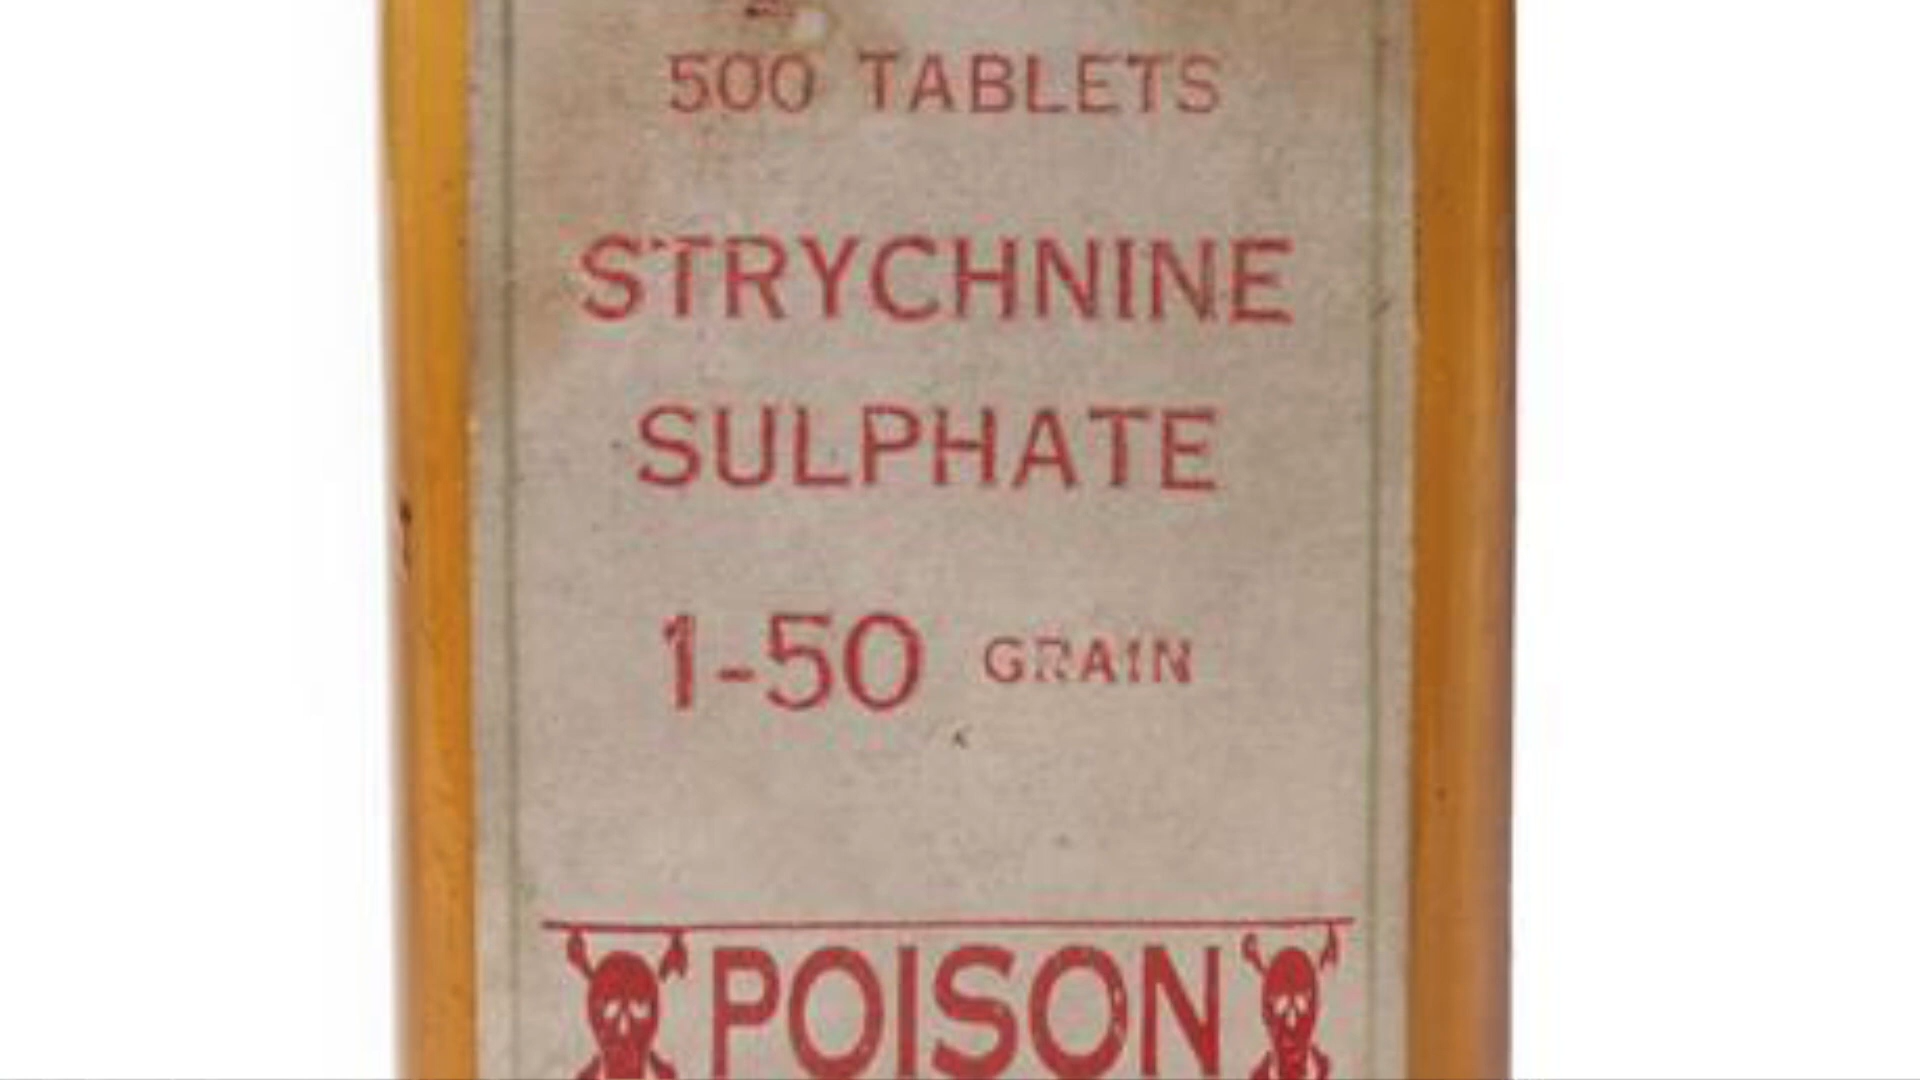 500 TABLETS
STRYCHNINE
SULPHATE
1-50 GRAIN
POISON